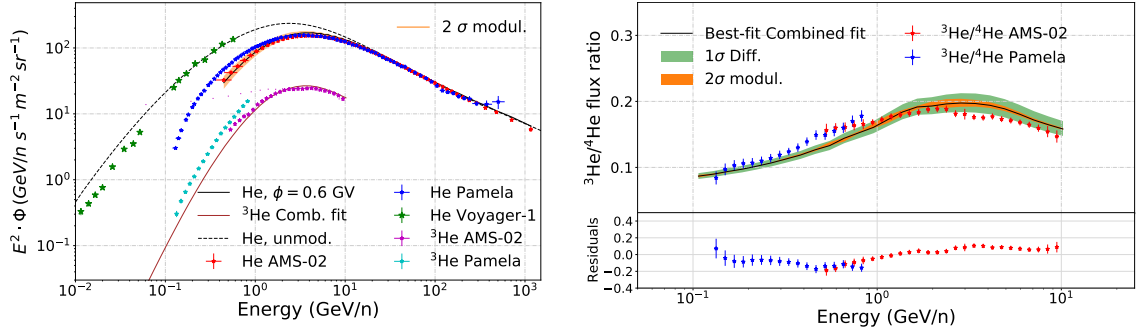 2 σ modul.
10²
10¹
10⁰
10⁻¹
E² · Φ (GeV/n s⁻¹ m⁻² sr⁻¹)
He, ϕ = 0.6 GV
³He Comb. fit
He, unmod.
He AMS-02
He Pamela
He Voyager-1
³He AMS-02
³He Pamela
10⁻² 10⁻¹ 10⁰ 10¹ 10² 10³
Energy (GeV/n)
0.3
0.2
0.1
³He/⁴He flux ratio
Best-fit Combined fit
1σ Diff.
2σ modul.
³He/⁴He AMS-02
³He/⁴He Pamela
0.4
0.2
0.0
−0.2
−0.4
Residuals
10⁻¹ 10⁰ 10¹
Energy (GeV/n)